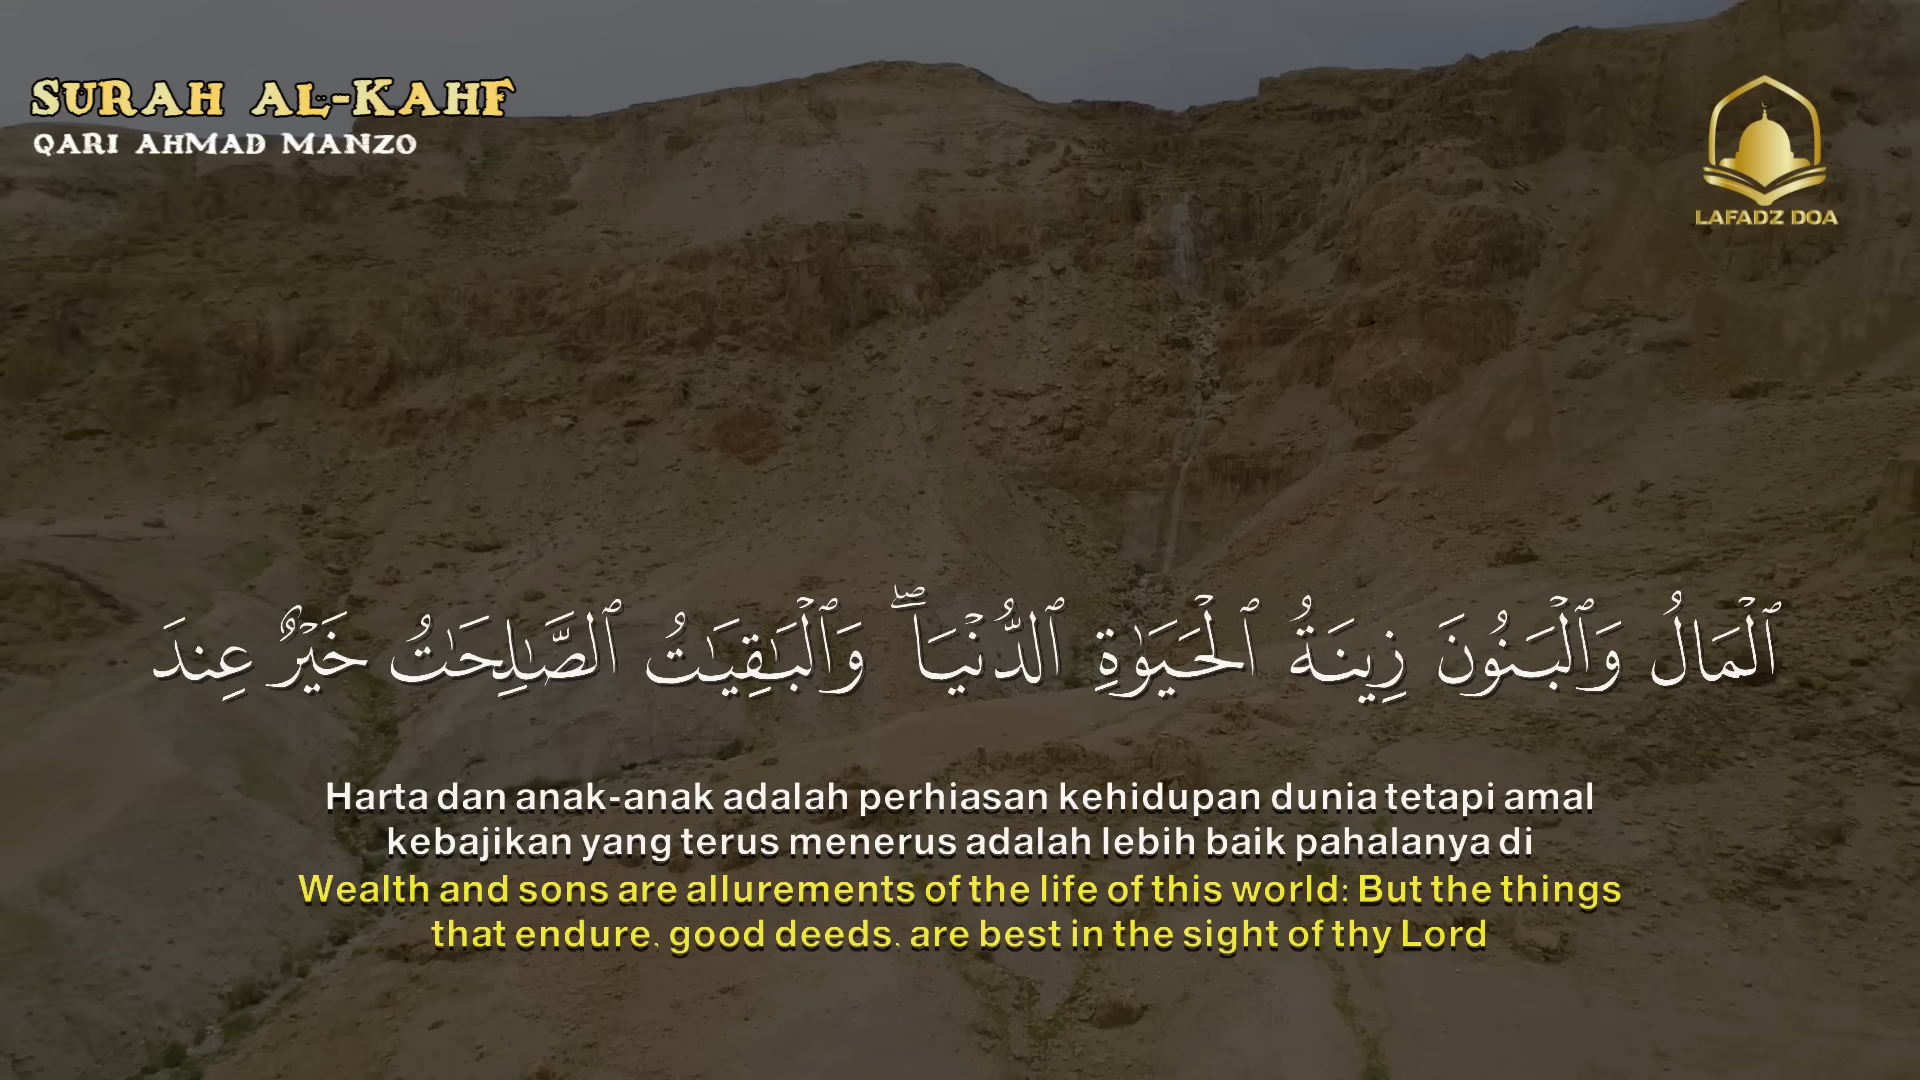 SURAH AL-KAHF
QARI AHMAD MANZO
LAFADZ DOA
ٱلْمَالُ وَٱلْبَنُونَ زِينَةُ ٱلْحَيَوٰةِ ٱلدُّنْيَا ۖ وَٱلْبَـٰقِيَـٰتُ ٱلصَّـٰلِحَـٰتُ خَيْرٌ عِندَ
Harta dan anak-anak adalah perhiasan kehidupan dunia tetapi amal
kebajikan yang terus menerus adalah lebih baik pahalanya di
Wealth and sons are allurements of the life of this world: But the things
that endure, good deeds, are best in the sight of thy Lord